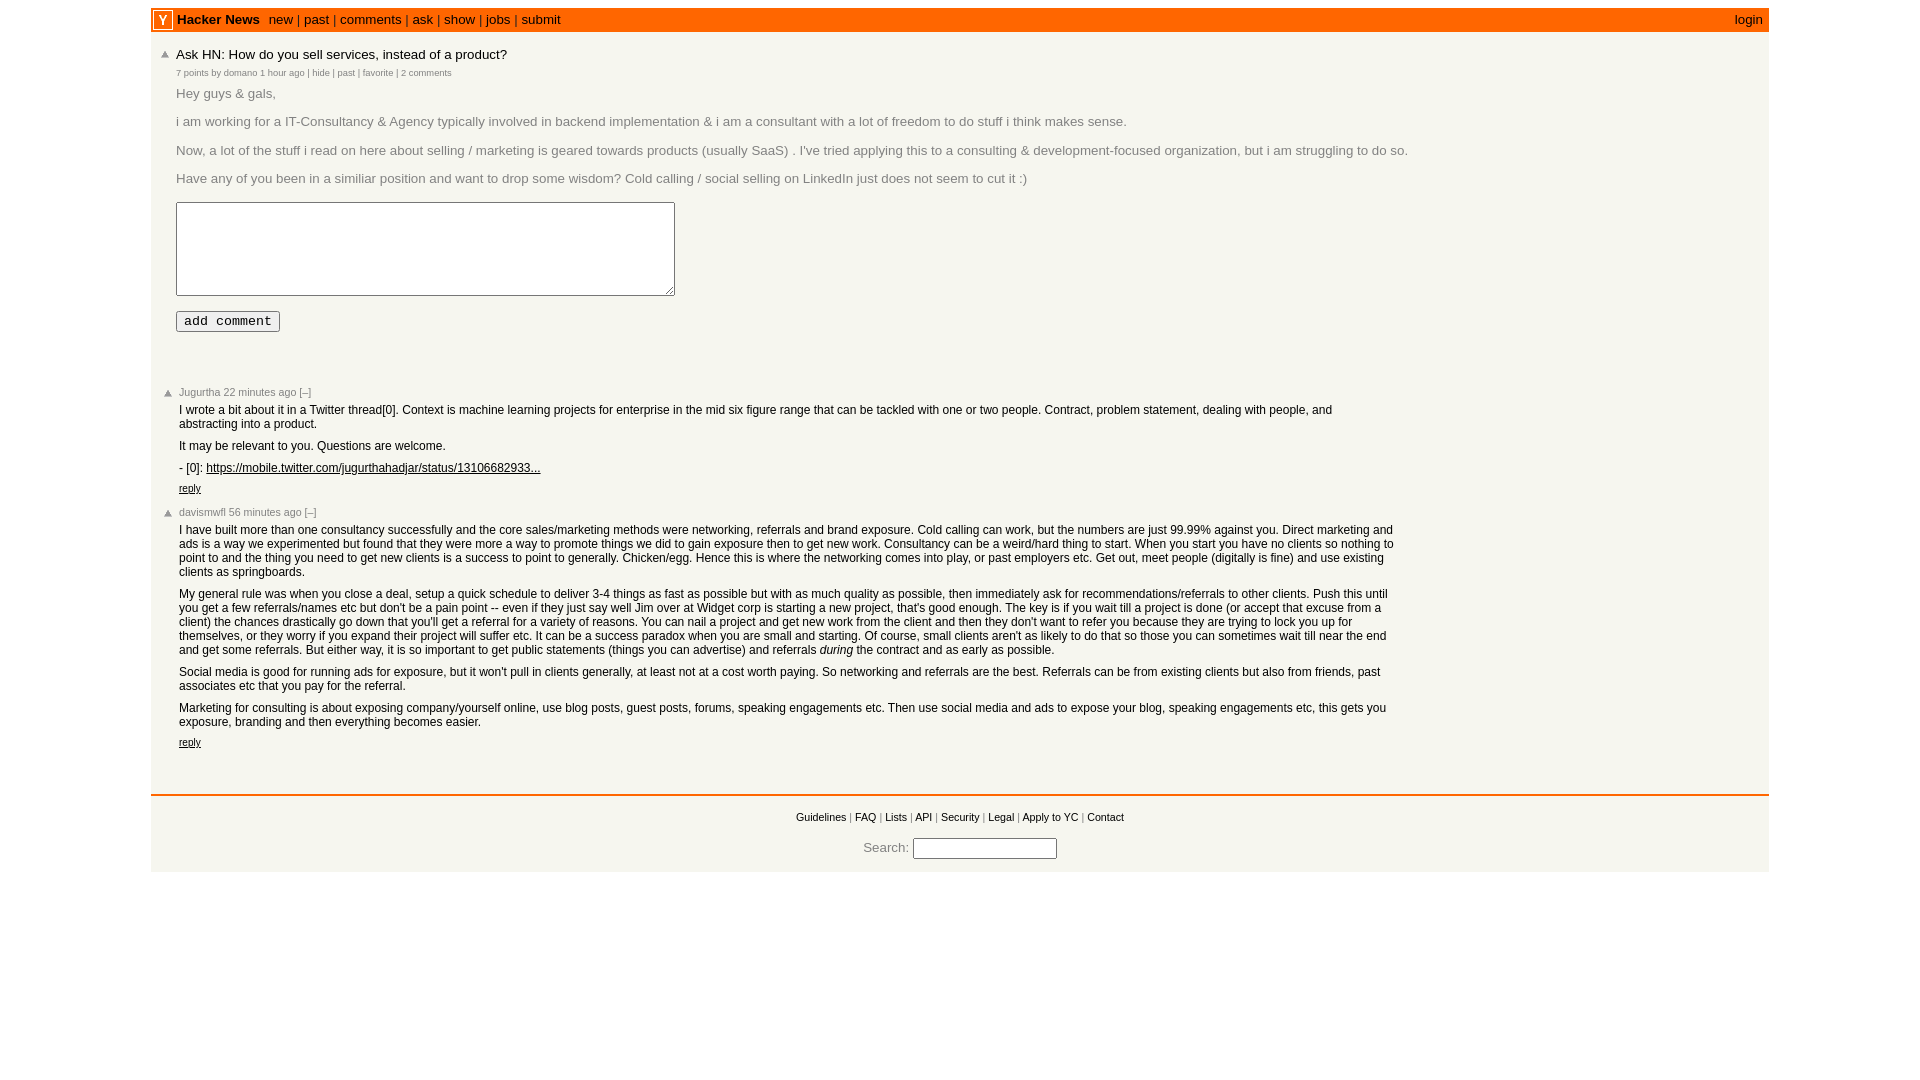 Y Hacker News new | past | comments | ask | show | jobs | submit login
Ask HN: How do you sell services, instead of a product?
7 points by domano 1 hour ago | hide | past | favorite | 2 comments
Hey guys & gals,
i am working for a IT-Consultancy & Agency typically involved in backend implementation & i am a consultant with a lot of freedom to do stuff i think makes sense.
Now, a lot of the stuff i read on here about selling / marketing is geared towards products (usually SaaS) . I've tried applying this to a consulting & development-focused organization, but i am struggling to do so.
Have any of you been in a similiar position and want to drop some wisdom? Cold calling / social selling on LinkedIn just does not seem to cut it :)
add comment
Jugurtha 22 minutes ago [–]
I wrote a bit about it in a Twitter thread[0]. Context is machine learning projects for enterprise in the mid six figure range that can be tackled with one or two people. Contract, problem statement, dealing with people, and
abstracting into a product.
It may be relevant to you. Questions are welcome.
- [0]: https://mobile.twitter.com/jugurthahadjar/status/13106682933...
reply
davismwfl 56 minutes ago [–]
I have built more than one consultancy successfully and the core sales/marketing methods were networking, referrals and brand exposure. Cold calling can work, but the numbers are just 99.99% against you. Direct marketing and
ads is a way we experimented but found that they were more a way to promote things we did to gain exposure then to get new work. Consultancy can be a weird/hard thing to start. When you start you have no clients so nothing to
point to and the thing you need to get new clients is a success to point to generally. Chicken/egg. Hence this is where the networking comes into play, or past employers etc. Get out, meet people (digitally is fine) and use existing
clients as springboards.
My general rule was when you close a deal, setup a quick schedule to deliver 3-4 things as fast as possible but with as much quality as possible, then immediately ask for recommendations/referrals to other clients. Push this until
you get a few referrals/names etc but don't be a pain point -- even if they just say well Jim over at Widget corp is starting a new project, that's good enough. The key is if you wait till a project is done (or accept that excuse from a
client) the chances drastically go down that you'll get a referral for a variety of reasons. You can nail a project and get new work from the client and then they don't want to refer you because they are trying to lock you up for
themselves, or they worry if you expand their project will suffer etc. It can be a success paradox when you are small and starting. Of course, small clients aren't as likely to do that so those you can sometimes wait till near the end
and get some referrals. But either way, it is so important to get public statements (things you can advertise) and referrals during the contract and as early as possible.
Social media is good for running ads for exposure, but it won't pull in clients generally, at least not at a cost worth paying. So networking and referrals are the best. Referrals can be from existing clients but also from friends, past
associates etc that you pay for the referral.
Marketing for consulting is about exposing company/yourself online, use blog posts, guest posts, forums, speaking engagements etc. Then use social media and ads to expose your blog, speaking engagements etc, this gets you
exposure, branding and then everything becomes easier.
reply
Guidelines | FAQ | Lists | API | Security | Legal | Apply to YC | Contact
Search: